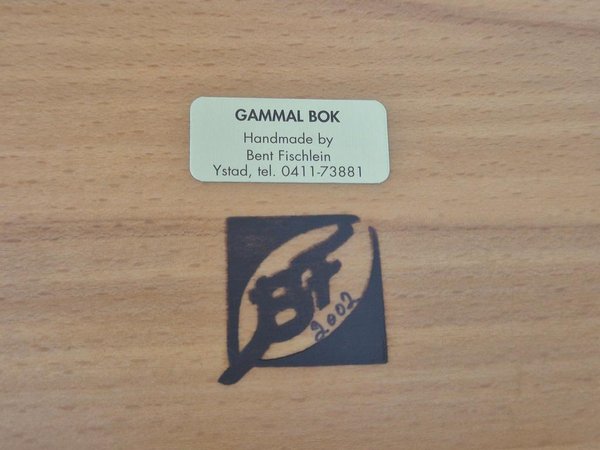 GAMMAL BOK
Handmade by
Bent Fischlein
Ystad, tel. 0411-73881
BF
2002